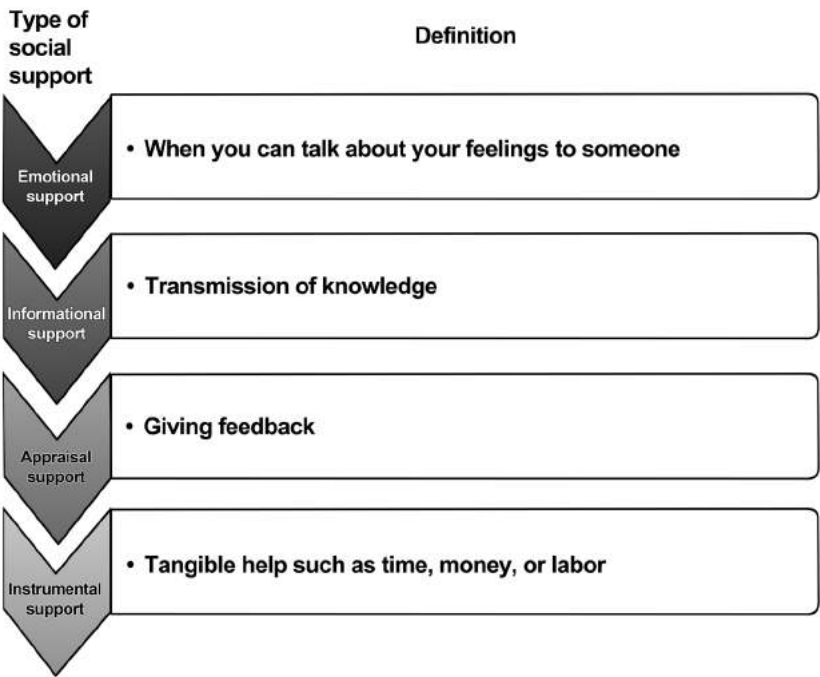 Type of
social
support
Definition
Emotional
support
• When you can talk about your feelings to someone
Informational
support
• Transmission of knowledge
Appraisal
support
• Giving feedback
Instrumental
support
• Tangible help such as time, money, or labor